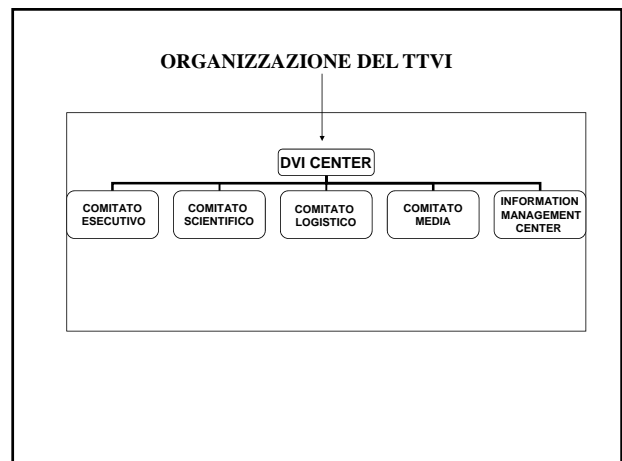 ORGANIZZAZIONE DEL TTVI
DVI CENTER
COMITATO
ESECUTIVO
COMITATO
SCIENTIFICO
COMITATO
LOGISTICO
COMITATO
MEDIA
INFORMATION
MANAGEMENT
CENTER